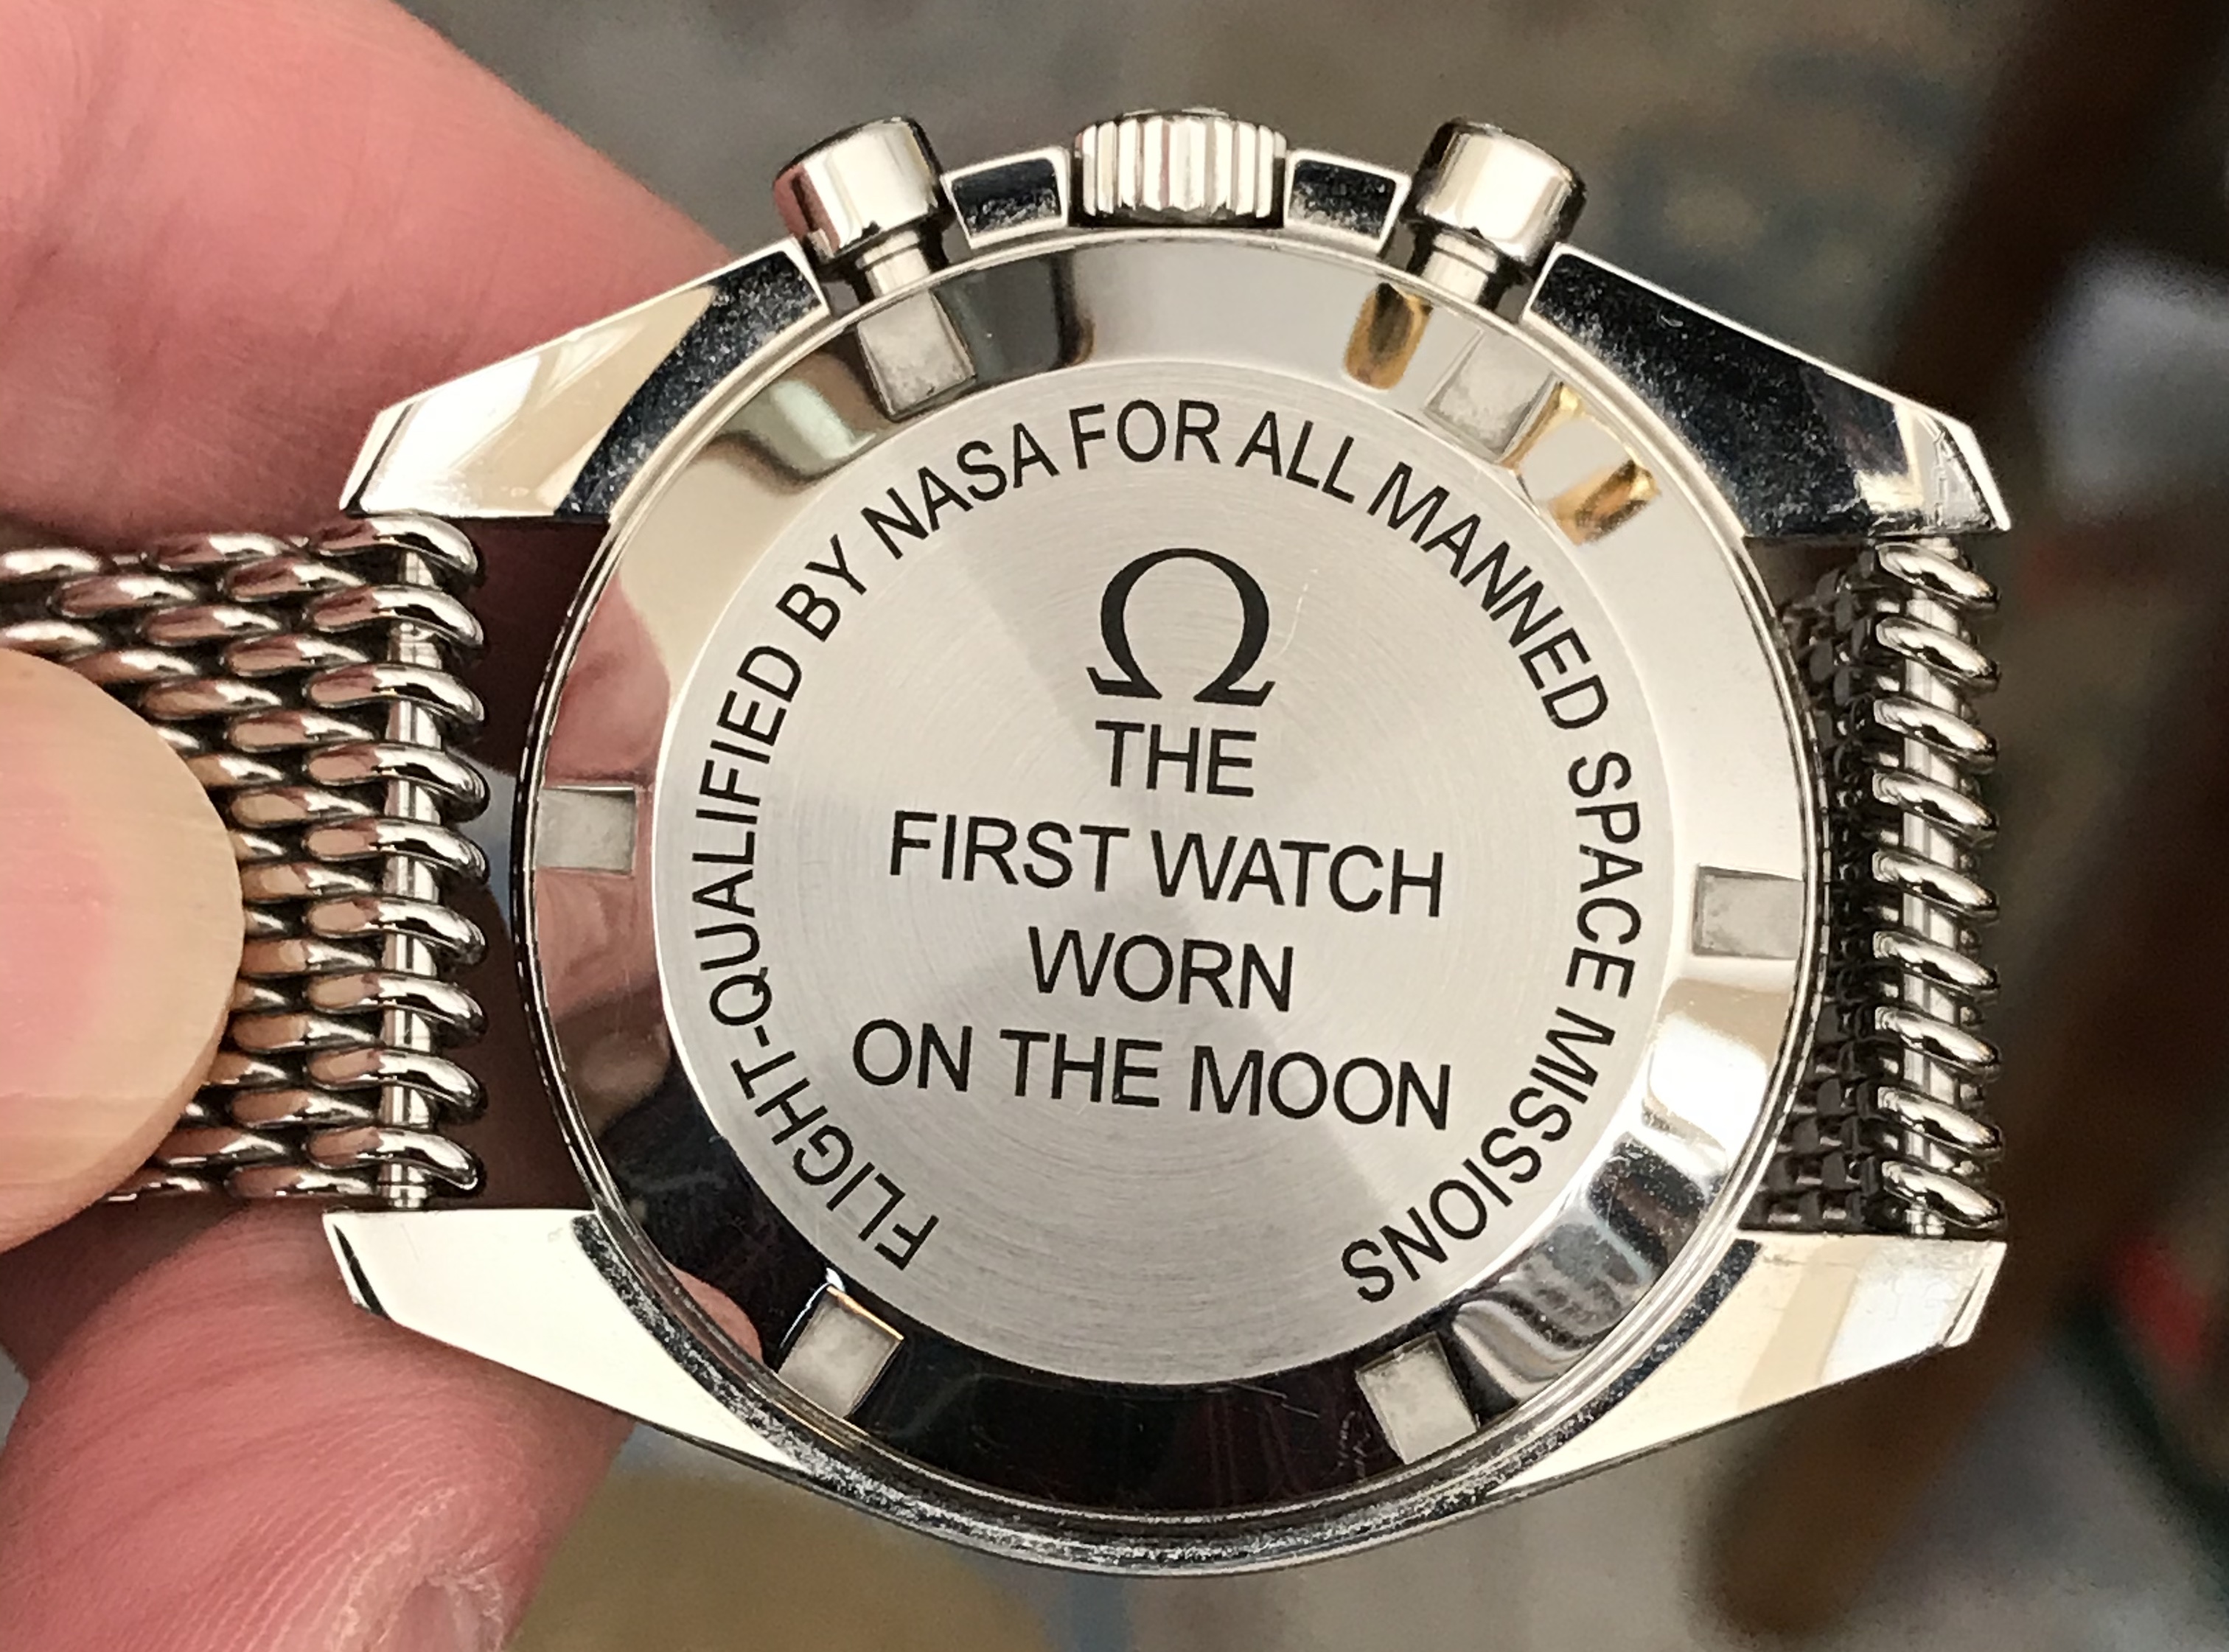 FLIGHT-QUALIFIED BY NASA FOR ALL MANNED SPACE MISSIONS
Ω
THE
FIRST WATCH
WORN
ON THE MOON